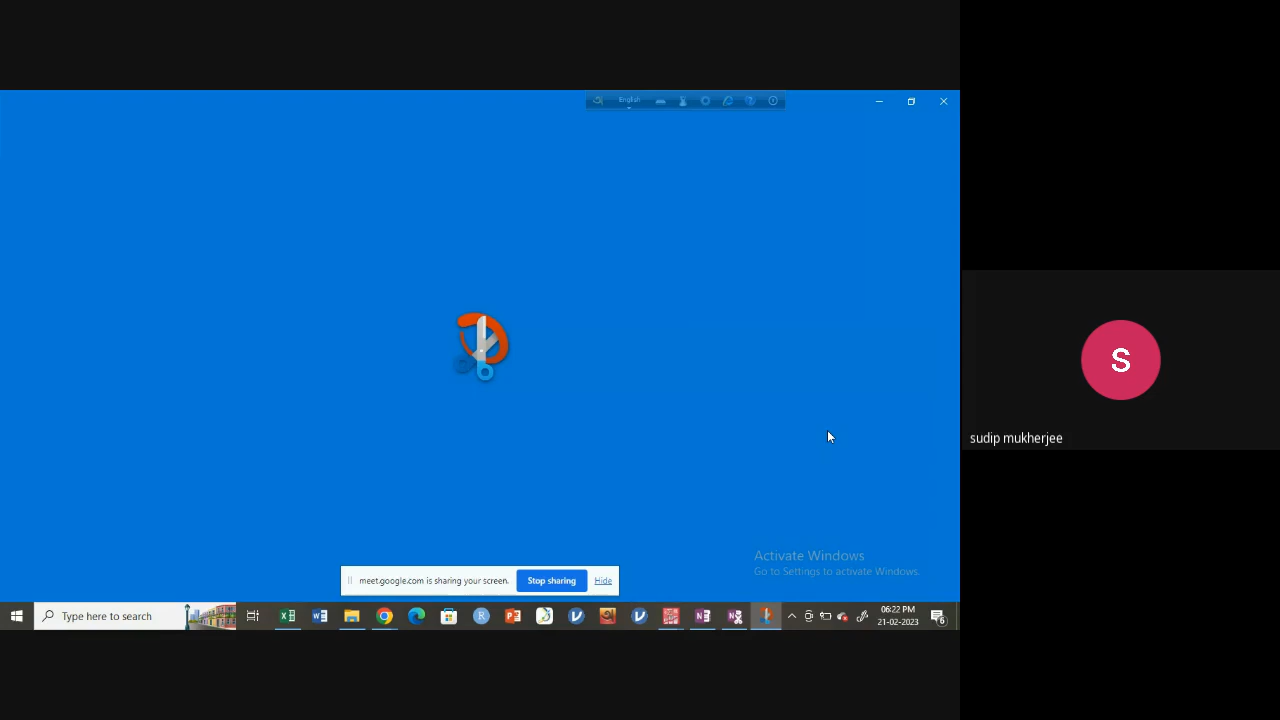 English
S
sudip mukherjee
Activate Windows
Go to Settings to activate Windows.
meet.google.com is sharing your screen.
Stop sharing
Hide
Type here to search
06:22 PM
21-02-2023
6